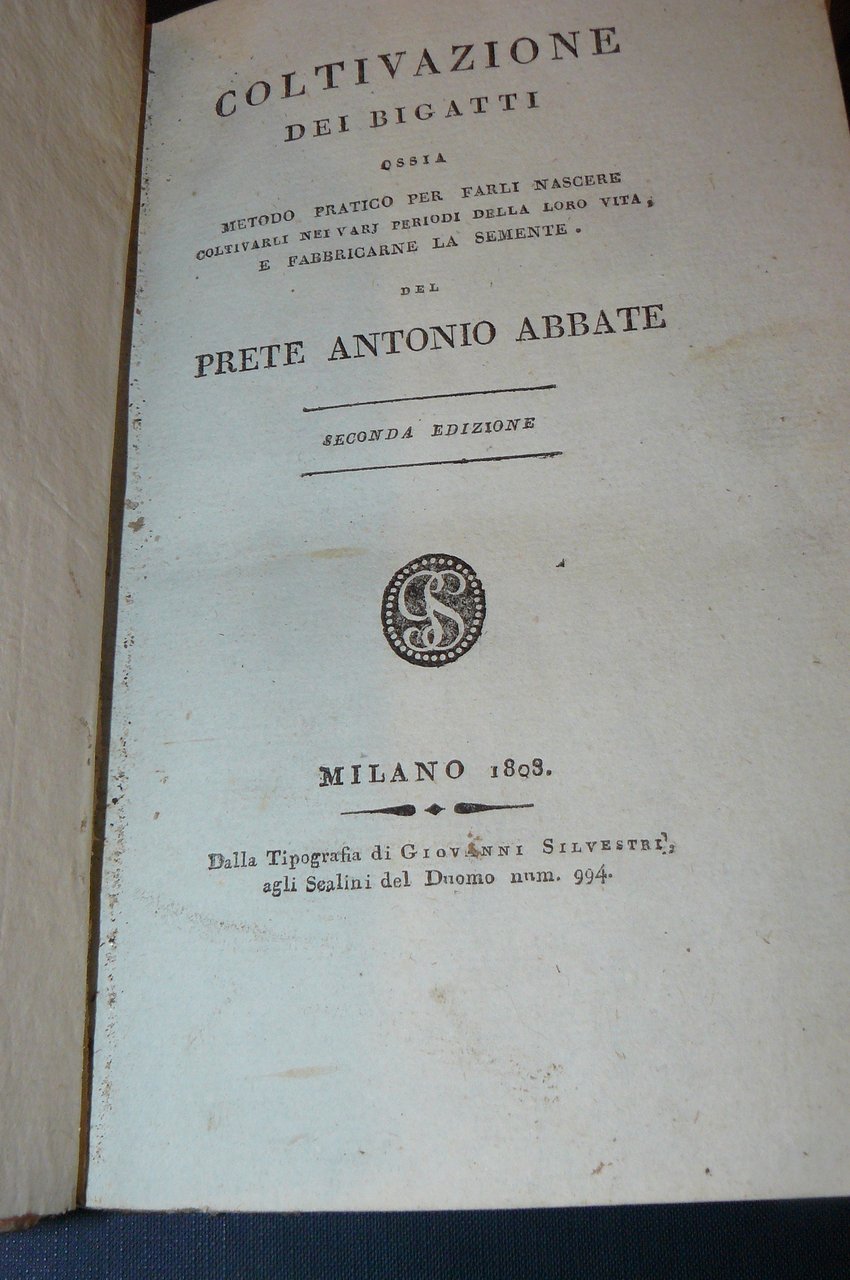 COLTIVAZIONE
DEI BIGATTI
OSSIA
METODO PRATICO PER FARLI NASCERE
COLTIVARLI NEI VARJ PERIODI DELLA LORO VITA,
E FABBRICARNE LA SEMENTE.
DEL
PRETE ANTONIO ABBATE
SECONDA EDIZIONE
GS
MILANO 1808.
Dalla Tipografia di GIOVANNI SILVESTRI,
agli Scalini del Duomo num. 994.